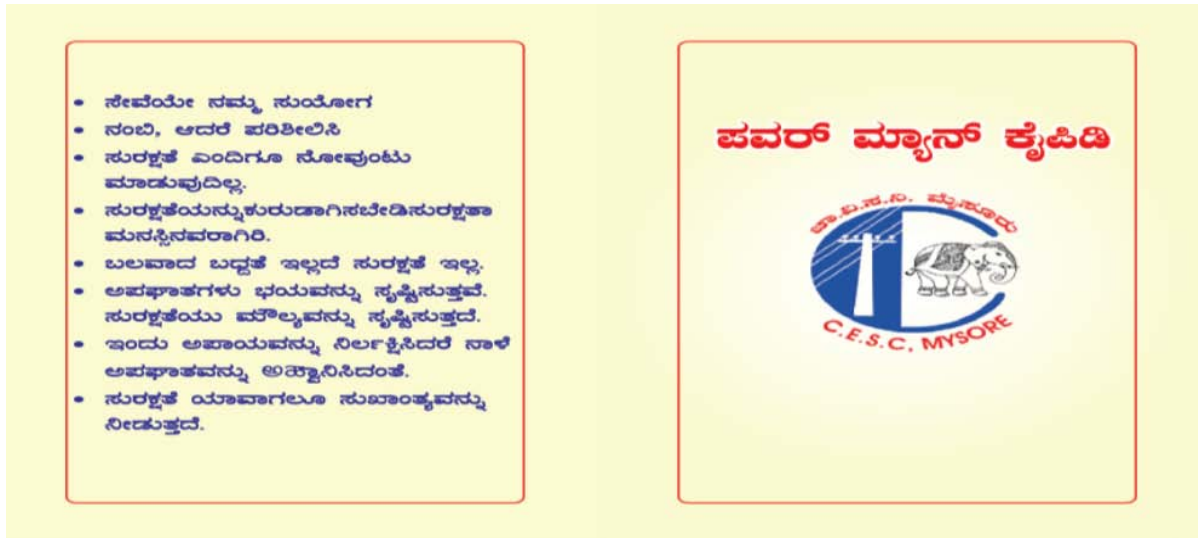 • ಸೇವೆಯೇ ನಮ್ಮ ಸುಯೋಗ
• ನಂಬಿ, ಆದರೆ ಪರಿಶೀಲಿಸಿ
• ಸುರಕ್ಷತೆ ಎಂದಿಗೂ ನೋವುಂಟು
ಮಾಡುವುದಿಲ್ಲ.
• ಸುರಕ್ಷತೆಯನ್ನುಕುರುಡಾಗಿಸಬೇಡಿಸುರಕ್ಷತಾ
ಮನಸ್ಸಿನವರಾಗಿರಿ.
• ಬಲವಾದ ಬದ್ಧತೆ ಇಲ್ಲದೆ ಸುರಕ್ಷತೆ ಇಲ್ಲ.
• ಅಪಘಾತಗಳು ಭಯವನ್ನು ಸೃಷ್ಟಿಸುತ್ತವೆ.
ಸುರಕ್ಷತೆಯು ಮೌಲ್ಯವನ್ನು ಸೃಷ್ಟಿಸುತ್ತದೆ.
• ಇಂದು ಅಪಾಯವನ್ನು ನಿರ್ಲಕ್ಷಿಸಿದರೆ ನಾಳೆ
ಅಪಘಾತವನ್ನು
• ಸುರಕ್ಷತೆ ಯಾವಾಗಲೂ ಸುಖಾಂತ್ಯವನ್ನು
ನೀಡುತ್ತದೆ.
ಪವರ್ ಮ್ಯಾನ್ ಕೈಪಿಡಿ
ಚಾ.ವಿ.ಸ.ನಿ. ಮೈಸೂರು
C.E.S.C, MYSORE